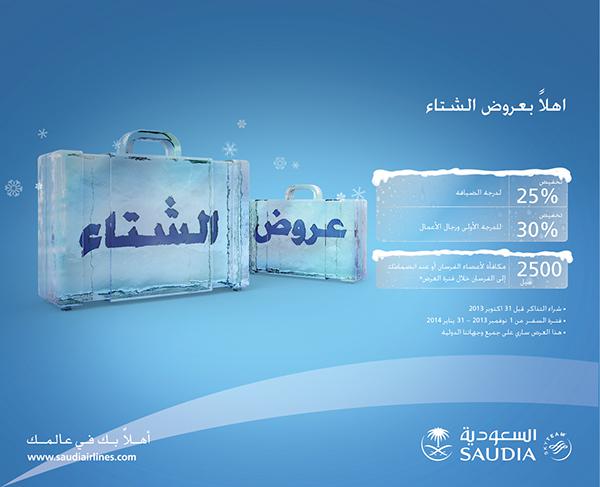 اهلاً بعروض الشتاء
عروض
الشتاء
تخفيض
25%
لدرجة الضيافة
تخفيض
30%
للدرجة الأولى ورجال الأعمال
2500
ميل
مكافأة لأعضاء الفرسان أو عند انضمامك
إلى الفرسان خلال فترة العرض*
• شراء التذاكر قبل 31 اكتوبر 2013
• فترة السفر من 1 نوفمبر 2013 – 31 يناير 2014
• هذا العرض ساري على جميع وجهاتنا الدولية*
أهلاً بك في عالمك
www.saudiairlines.com
السعودية
SAUDIA
SKYTEAM